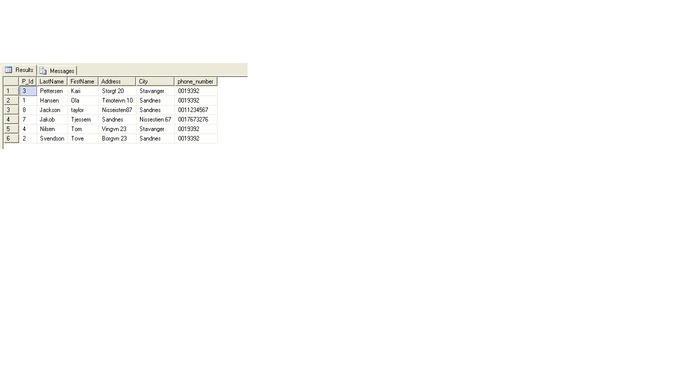 Results Messages
P_Id LastName FirstName Address City phone_number
1 3 Pettersen Kari Storgt 20 Stavanger 0019392
2 1 Hansen Ola Timoteivn 10 Sandnes 0019392
3 8 Jackson taylor Nisseisten87 Sandnes 0011234567
4 7 Jakob Tjessem Sandnes Nissestien 67 0017673276
5 4 Nilsen Tom Vingvn 23 Stavanger 0019392
6 2 Svendson Tove Borgvn 23 Sandnes 0019392